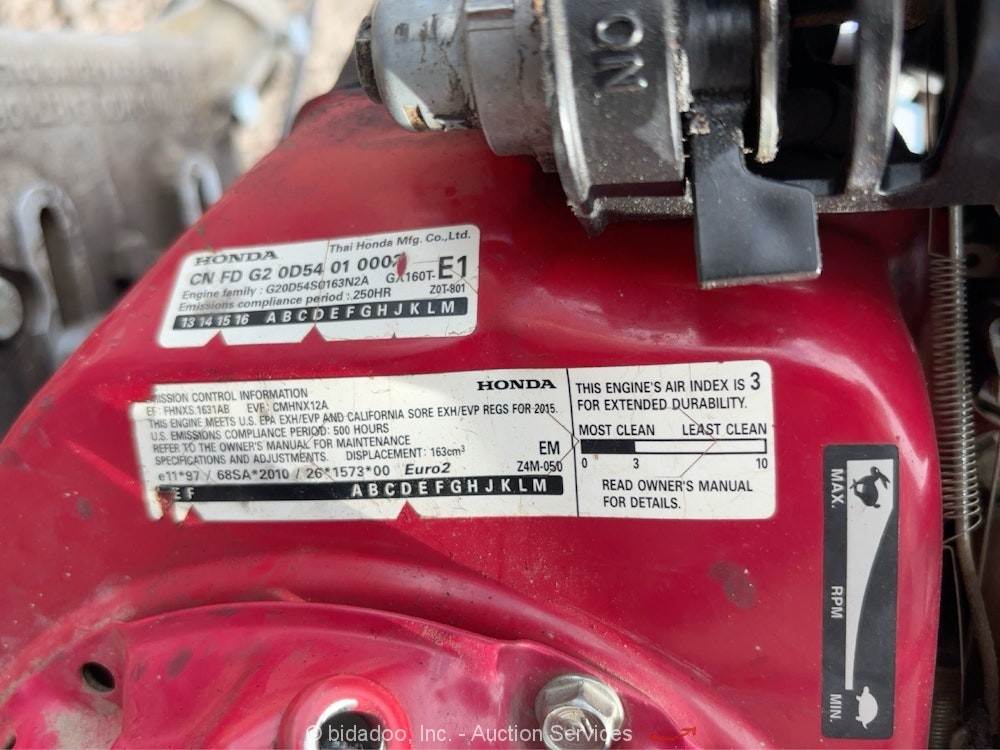 ON
HONDA Thai Honda Mfg. Co.,Ltd.
CN FD G2 0D54 01 0002
GX160T-E1
Engine family : G20D54S0163N2A
Z0T-801
Emissions compliance period : 250HR
13 14 15 16 A B C D E F G H J K L M
EMISSION CONTROL INFORMATION HONDA
EF: FHNXS.1631AB EVF: CMHNX12A
THIS ENGINE MEETS U.S. EPA EXH/EVP AND CALIFORNIA SORE EXH/EVP REGS FOR 2015.
U.S. EMISSIONS COMPLIANCE PERIOD: 500 HOURS
REFER TO THE OWNER'S MANUAL FOR MAINTENANCE
SPECIFICATIONS AND ADJUSTMENTS. DISPLACEMENT: 163cm³
EM
e11*97 / 68SA*2010 / 26*1573*00 Euro2
Z4M-050
E F A B C D E F G H J K L M
THIS ENGINE'S AIR INDEX IS 3
FOR EXTENDED DURABILITY.
MOST CLEAN LEAST CLEAN
0 3 10
READ OWNER'S MANUAL
FOR DETAILS.
MAX.
RPM
MIN.
© bidadoo, Inc. - Auction Services